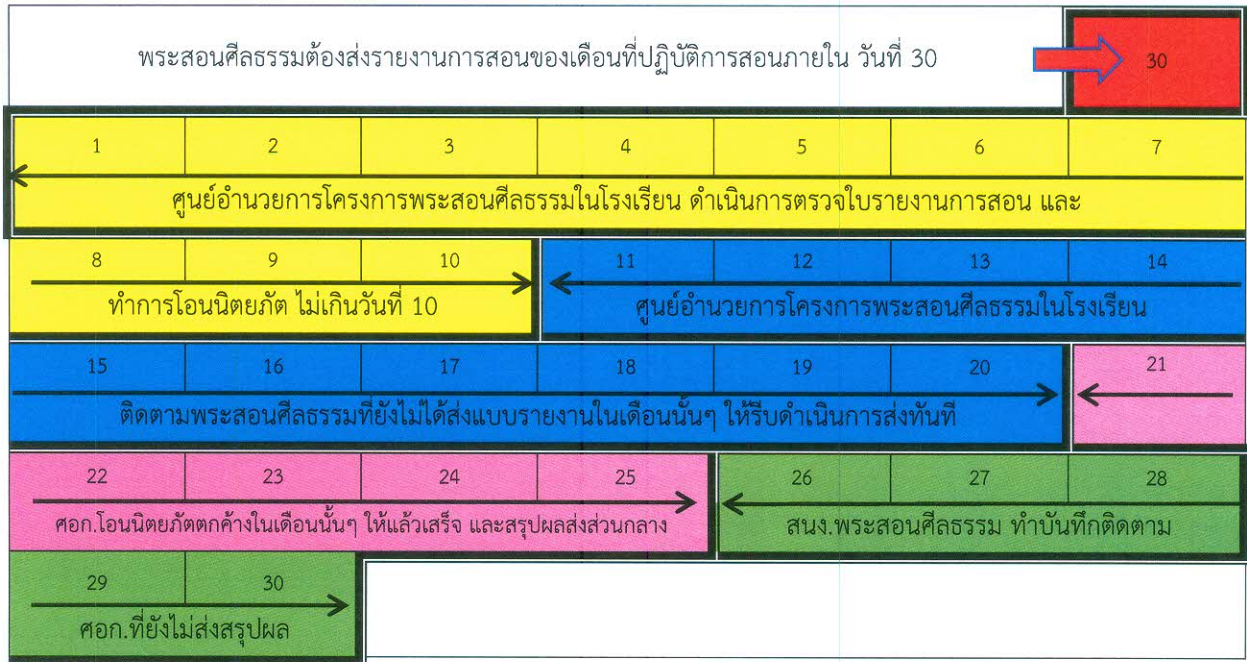 พระสอนศีลธรรมต้องส่งรายงานการสอนของเดือนที่ปฏิบัติการสอนภายใน วันที่ 30 30
1 2 3 4 5 6 7
ศูนย์อำนวยการโครงการพระสอนศีลธรรมในโรงเรียน ดำเนินการตรวจใบรายงานการสอน และ
8 9 10 11 12 13 14
ทำการโอนนิตยภัต ไม่เกินวันที่ 10 ศูนย์อำนวยการโครงการพระสอนศีลธรรมในโรงเรียน
15 16 17 18 19 20 21
ติดตามพระสอนศีลธรรมที่ยังไม่ได้ส่งแบบรายงานในเดือนนั้นๆ ให้รีบดำเนินการส่งทันที
22 23 24 25 26 27 28
ศอก.โอนนิตยภัตตกค้างในเดือนนั้นๆ ให้แล้วเสร็จ และสรุปผลส่งส่วนกลาง สนง.พระสอนศีลธรรม ทำบันทึกติดตาม
29 30
ศอก.ที่ยังไม่ส่งสรุปผล